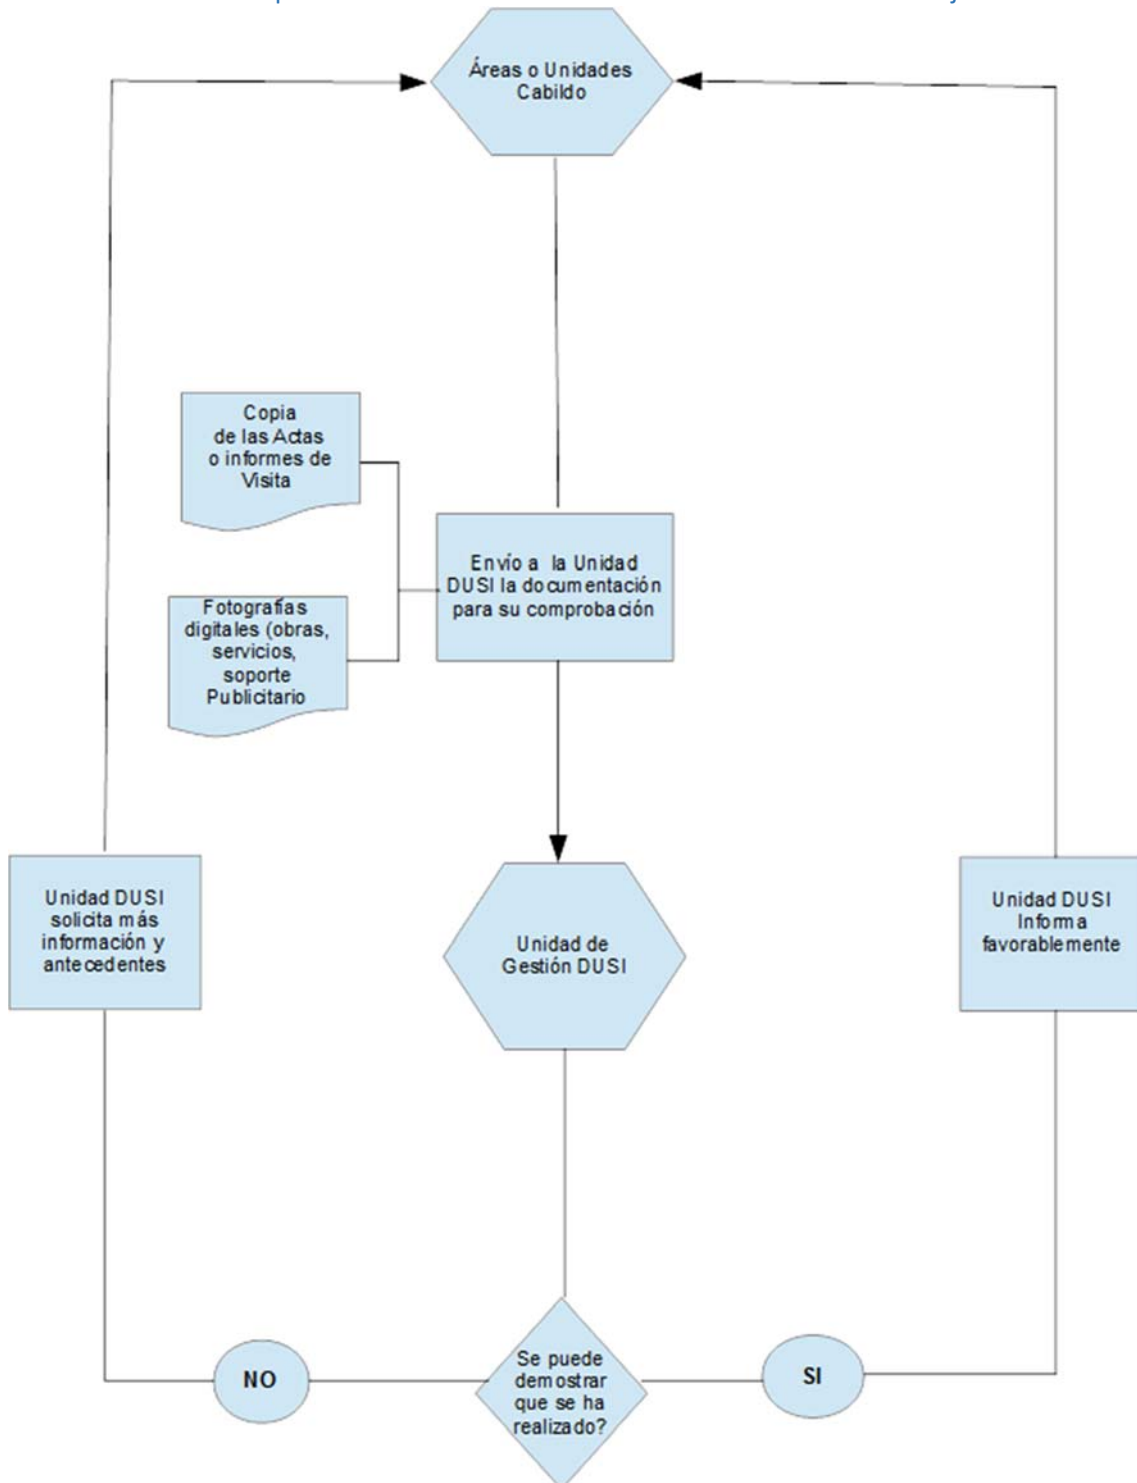 Áreas o Unidades
Cabildo
Copia
de las Actas
o informes de
Visita
Envío a la Unidad
DUSI la documentación
para su comprobación
Fotografías
digitales (obras,
servicios,
soporte
Publicitario
Unidad DUSI
solicita más
información y
antecedentes
Unidad de
Gestión DUSI
Unidad DUSI
Informa
favorablemente
NO
Se puede
demostrar
que se ha
realizado?
SI